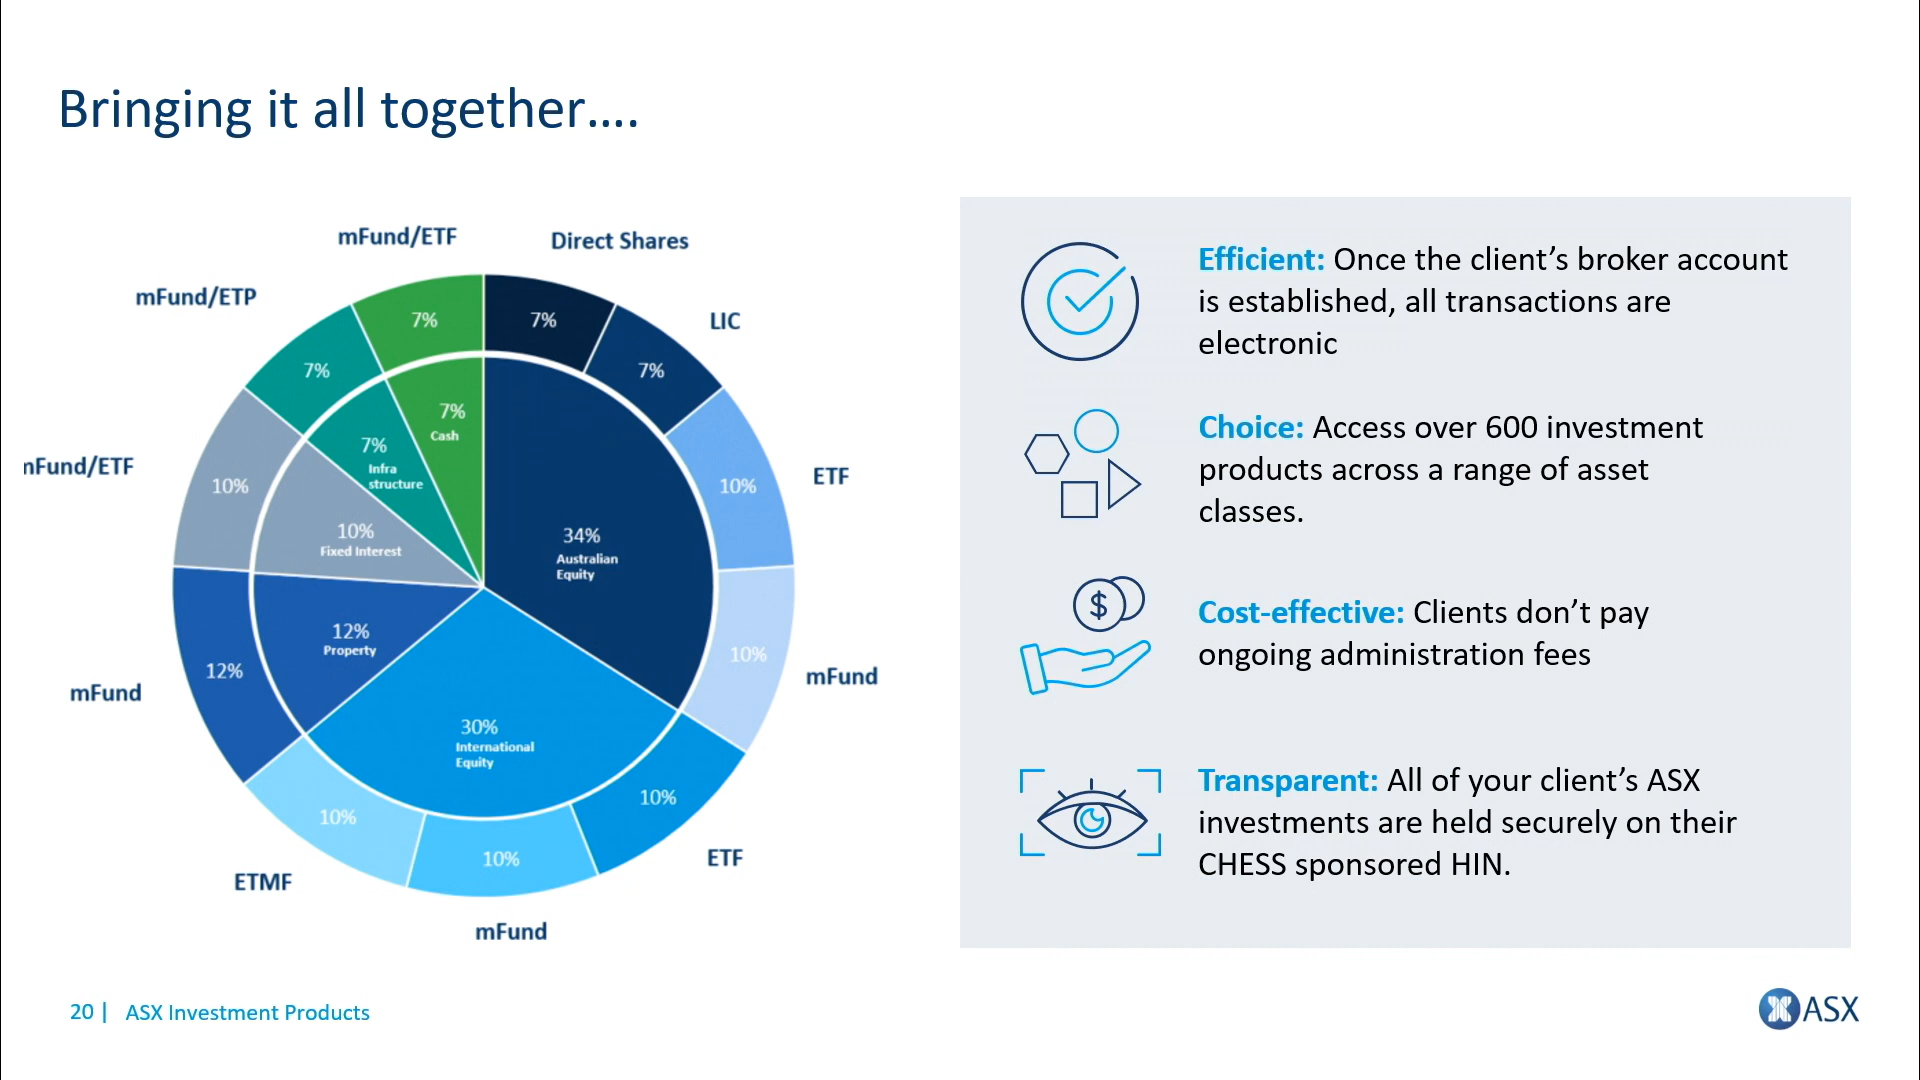 Bringing it all together....
mFund/ETF
Direct Shares
mFund/ETP
LIC
7%
7%
7%
7%
7%
Cash
7%
Infra
structure
nFund/ETF
ETF
10%
10%
10%
Fixed Interest
34%
Australian
Equity
12%
Property
10%
12%
mFund
mFund
30%
International
Equity
10%
10%
10%
ETF
ETMF
mFund
Efficient: Once the client’s broker account
is established, all transactions are
electronic
Choice: Access over 600 investment
products across a range of asset
classes.
$
Cost-effective: Clients don’t pay
ongoing administration fees
Transparent: All of your client’s ASX
investments are held securely on their
CHESS sponsored HIN.
20 | ASX Investment Products
ASX